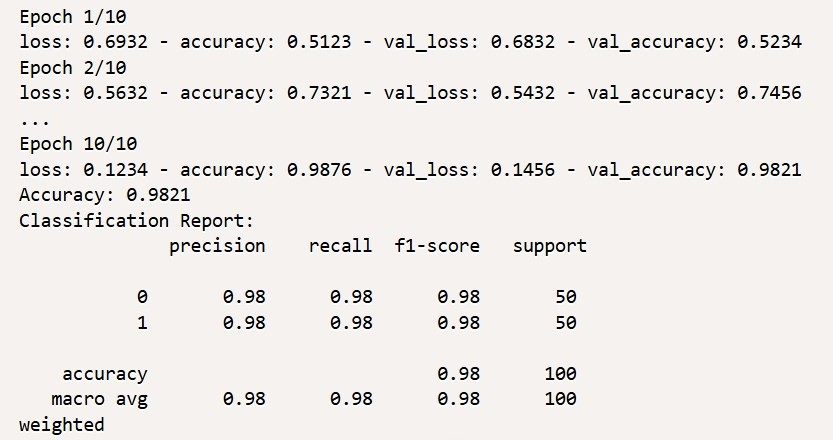 Epoch 1/10
loss: 0.6932 - accuracy: 0.5123 - val_loss: 0.6832 - val_accuracy: 0.5234
Epoch 2/10
loss: 0.5632 - accuracy: 0.7321 - val_loss: 0.5432 - val_accuracy: 0.7456
...
Epoch 10/10
loss: 0.1234 - accuracy: 0.9876 - val_loss: 0.1456 - val_accuracy: 0.9821
Accuracy: 0.9821
Classification Report:
precision recall f1-score support
0 0.98 0.98 0.98 50
1 0.98 0.98 0.98 50
accuracy 0.98 100
macro avg 0.98 0.98 0.98 100
weighted